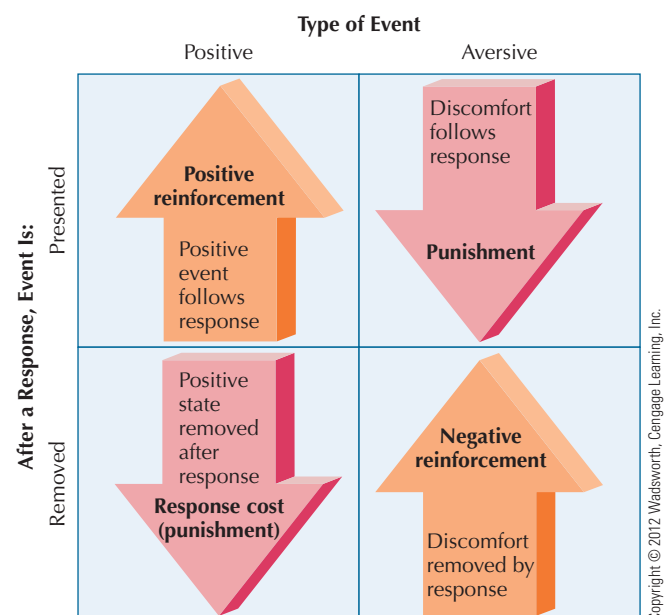 Type of Event
Positive
Aversive
After a Response, Event Is:
Presented
Positive
reinforcement
Positive
event
follows
response
Discomfort
follows
response
Punishment
Removed
Positive
state
removed
after
response
Response cost
(punishment)
Negative
reinforcement
Discomfort
removed by
response
Copyright © 2012 Wadsworth, Cengage Learning, Inc.